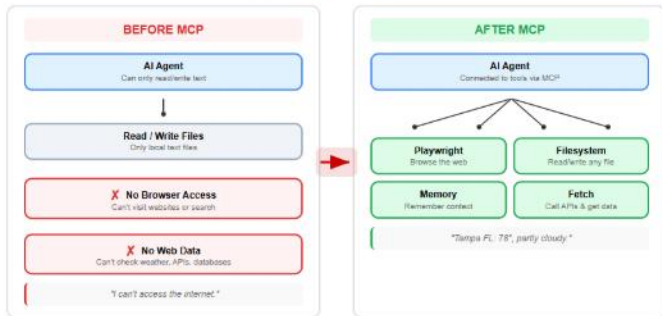 BEFORE MCP
AI Agent
Can only read/write text
Read / Write Files
Only local text files
✗ No Browser Access
Can't visit websites or search
✗ No Web Data
Can't check weather, APIs, databases
"I can't access the internet."
AFTER MCP
AI Agent
Connected to tools via MCP
Playwright
Browse the web
Filesystem
Read/write any file
Memory
Remember context
Fetch
Call APIs & get data
"Tampa FL: 78°, partly cloudy."